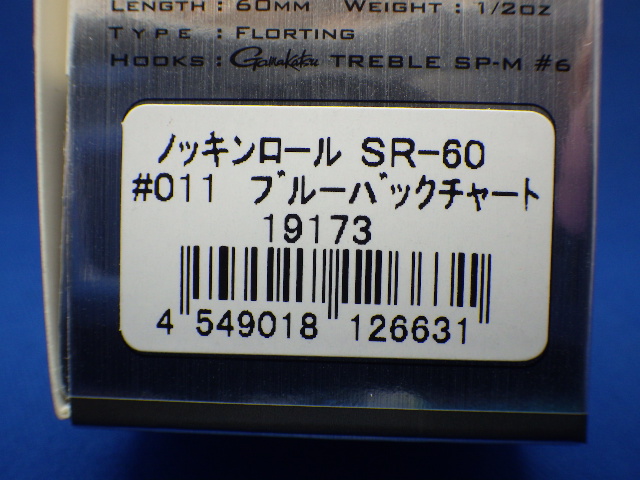 LENGTH : 60MM WEIGHT : 1/2OZ
TYPE : FLORTING
HOOKS : Gamakatsu TREBLE SP-M #6
ノッキンロール SR-60
#011 ブルーバックチャート
19173
4 549018 126631